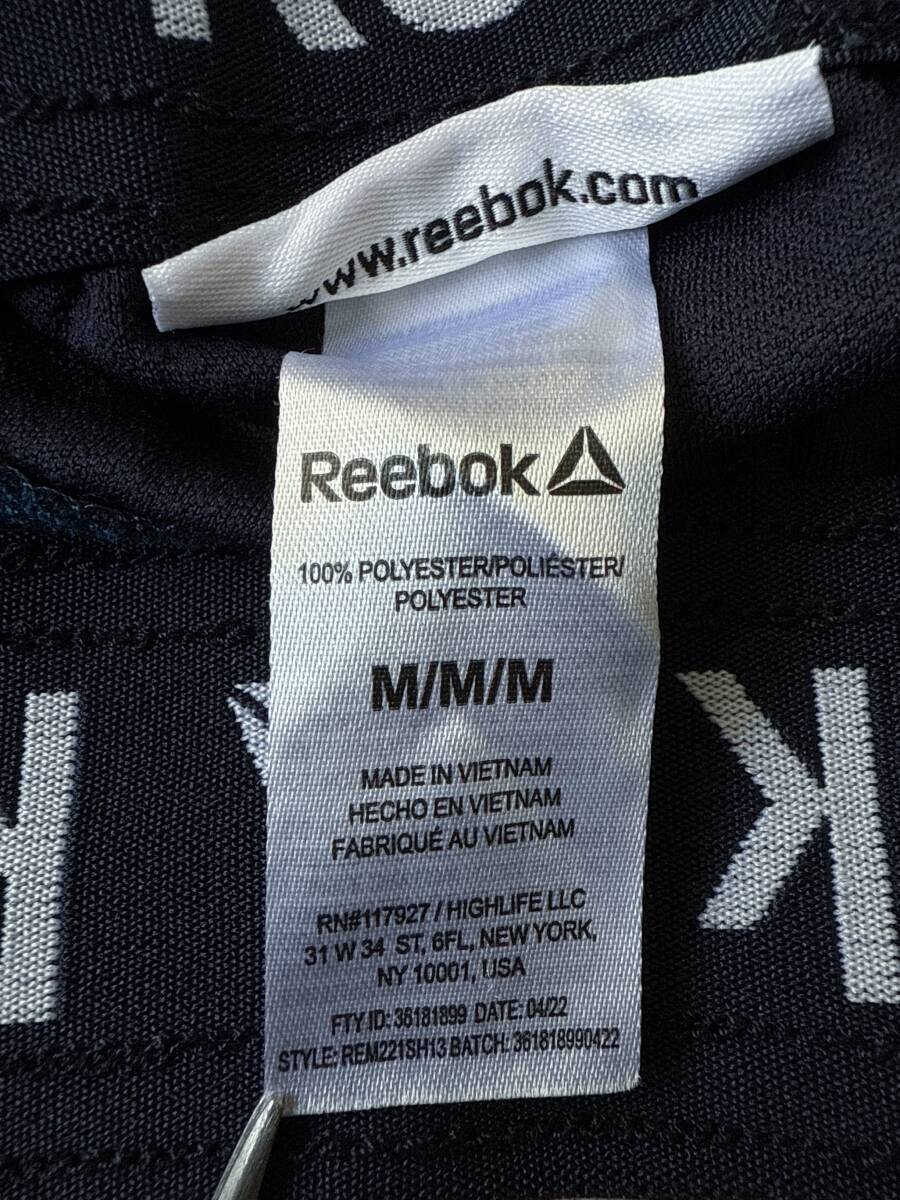 www.reebok.com
Reebok
100% POLYESTER/POLIÉSTER/
POLYESTER
M/M/M
MADE IN VIETNAM
HECHO EN VIETNAM
FABRIQUÉ AU VIETNAM
RN#117927 / HIGHLIFE LLC
31 W 34 ST, 6FL, NEW YORK,
NY 10001, USA
FTY ID: 36181899 DATE: 04/22
STYLE: REM221SH13 BATCH: 361818990422